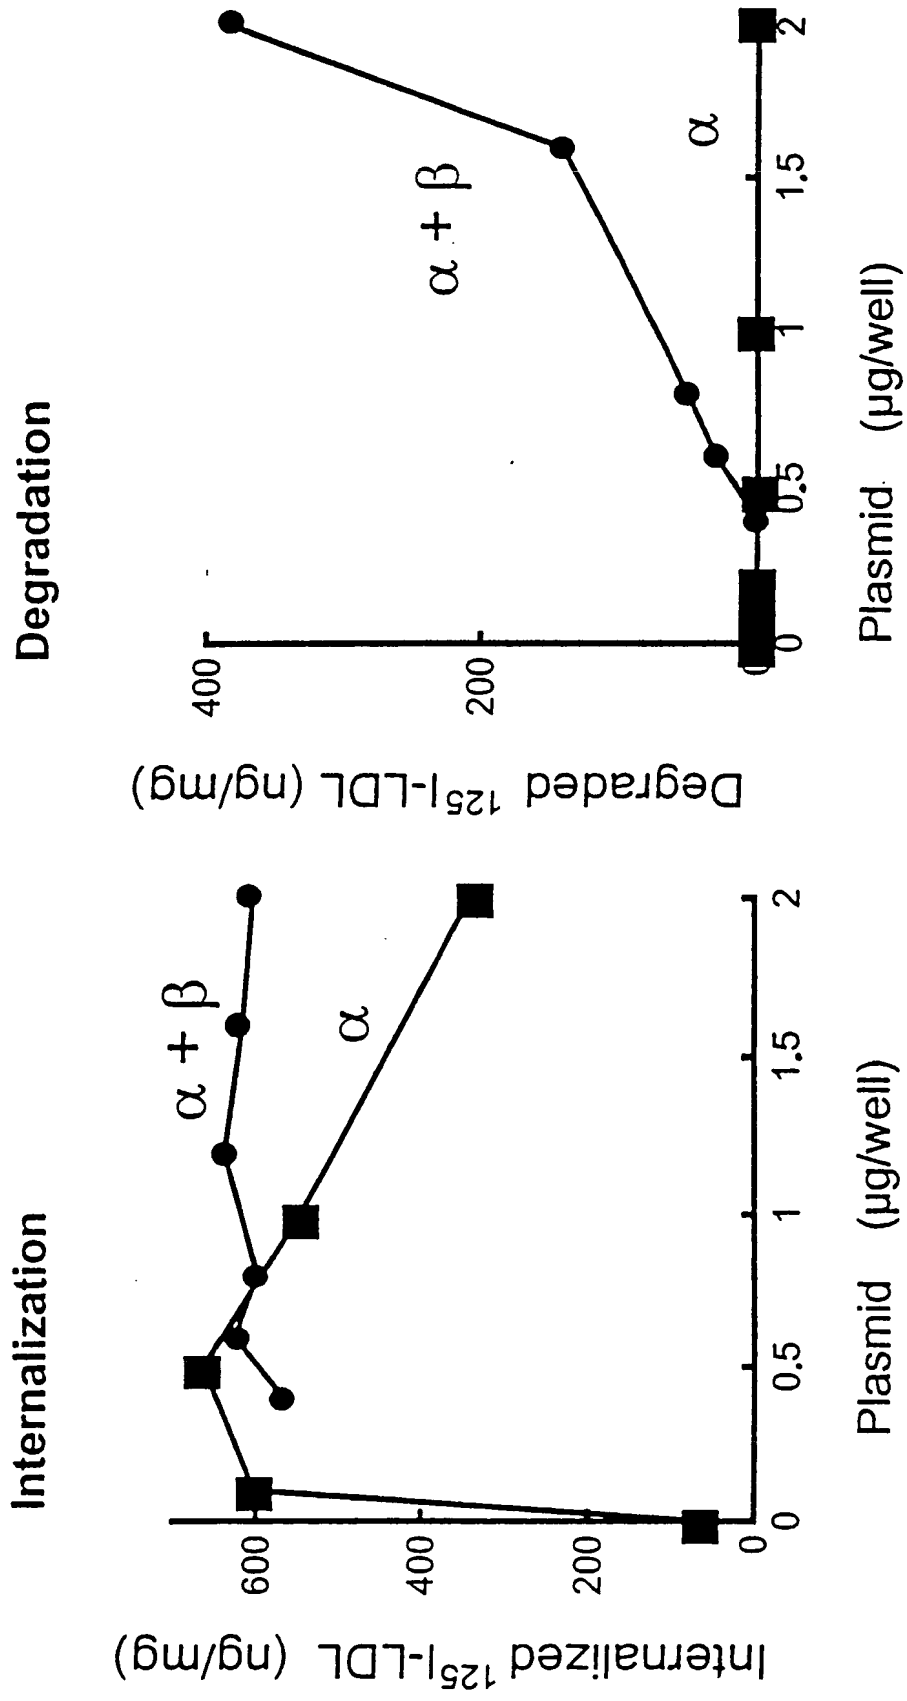 Internalization
Internalized ¹²⁵I-LDL (ng/mg)
600
400
200
0
α + β
α
0
0.5
1
1.5
2
Plasmid (µg/well)
Degradation
Degraded ¹²⁵I-LDL (ng/mg)
400
200
0
α + β
α
0
0.5
1
1.5
2
Plasmid (µg/well)